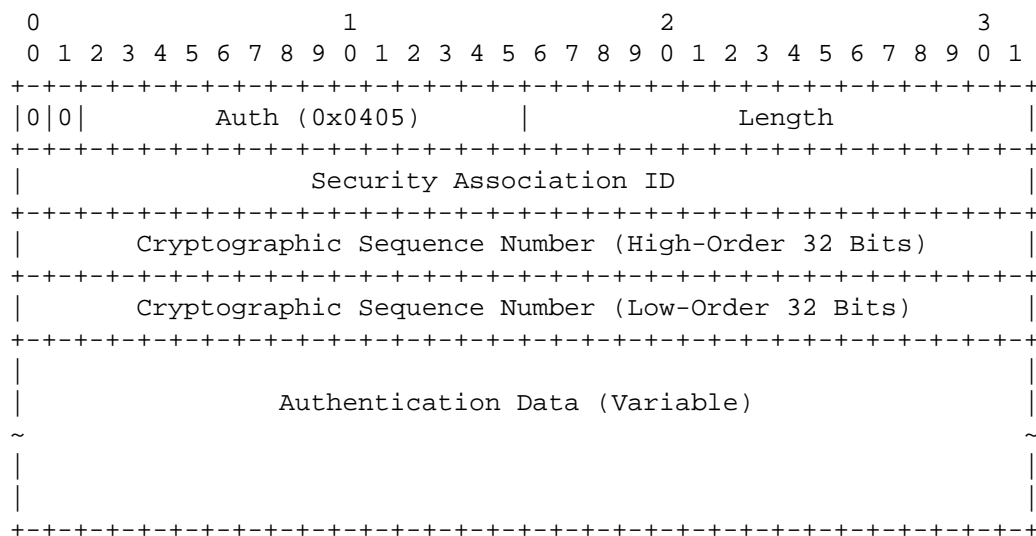 0                   1                   2                   3
 0 1 2 3 4 5 6 7 8 9 0 1 2 3 4 5 6 7 8 9 0 1 2 3 4 5 6 7 8 9 0 1
+-+-+-+-+-+-+-+-+-+-+-+-+-+-+-+-+-+-+-+-+-+-+-+-+-+-+-+-+-+-+-+-+
|0|0|        Auth (0x0405)      |             Length            |
+-+-+-+-+-+-+-+-+-+-+-+-+-+-+-+-+-+-+-+-+-+-+-+-+-+-+-+-+-+-+-+-+
|                  Security Association ID                      |
+-+-+-+-+-+-+-+-+-+-+-+-+-+-+-+-+-+-+-+-+-+-+-+-+-+-+-+-+-+-+-+-+
|       Cryptographic Sequence Number (High-Order 32 Bits)      |
+-+-+-+-+-+-+-+-+-+-+-+-+-+-+-+-+-+-+-+-+-+-+-+-+-+-+-+-+-+-+-+-+
|       Cryptographic Sequence Number (Low-Order 32 Bits)       |
+-+-+-+-+-+-+-+-+-+-+-+-+-+-+-+-+-+-+-+-+-+-+-+-+-+-+-+-+-+-+-+-+
|                                                               |
|                Authentication Data (Variable)                 |
~                                                               ~
|                                                               |
|                                                               |
+-+-+-+-+-+-+-+-+-+-+-+-+-+-+-+-+-+-+-+-+-+-+-+-+-+-+-+-+-+-+-+-+